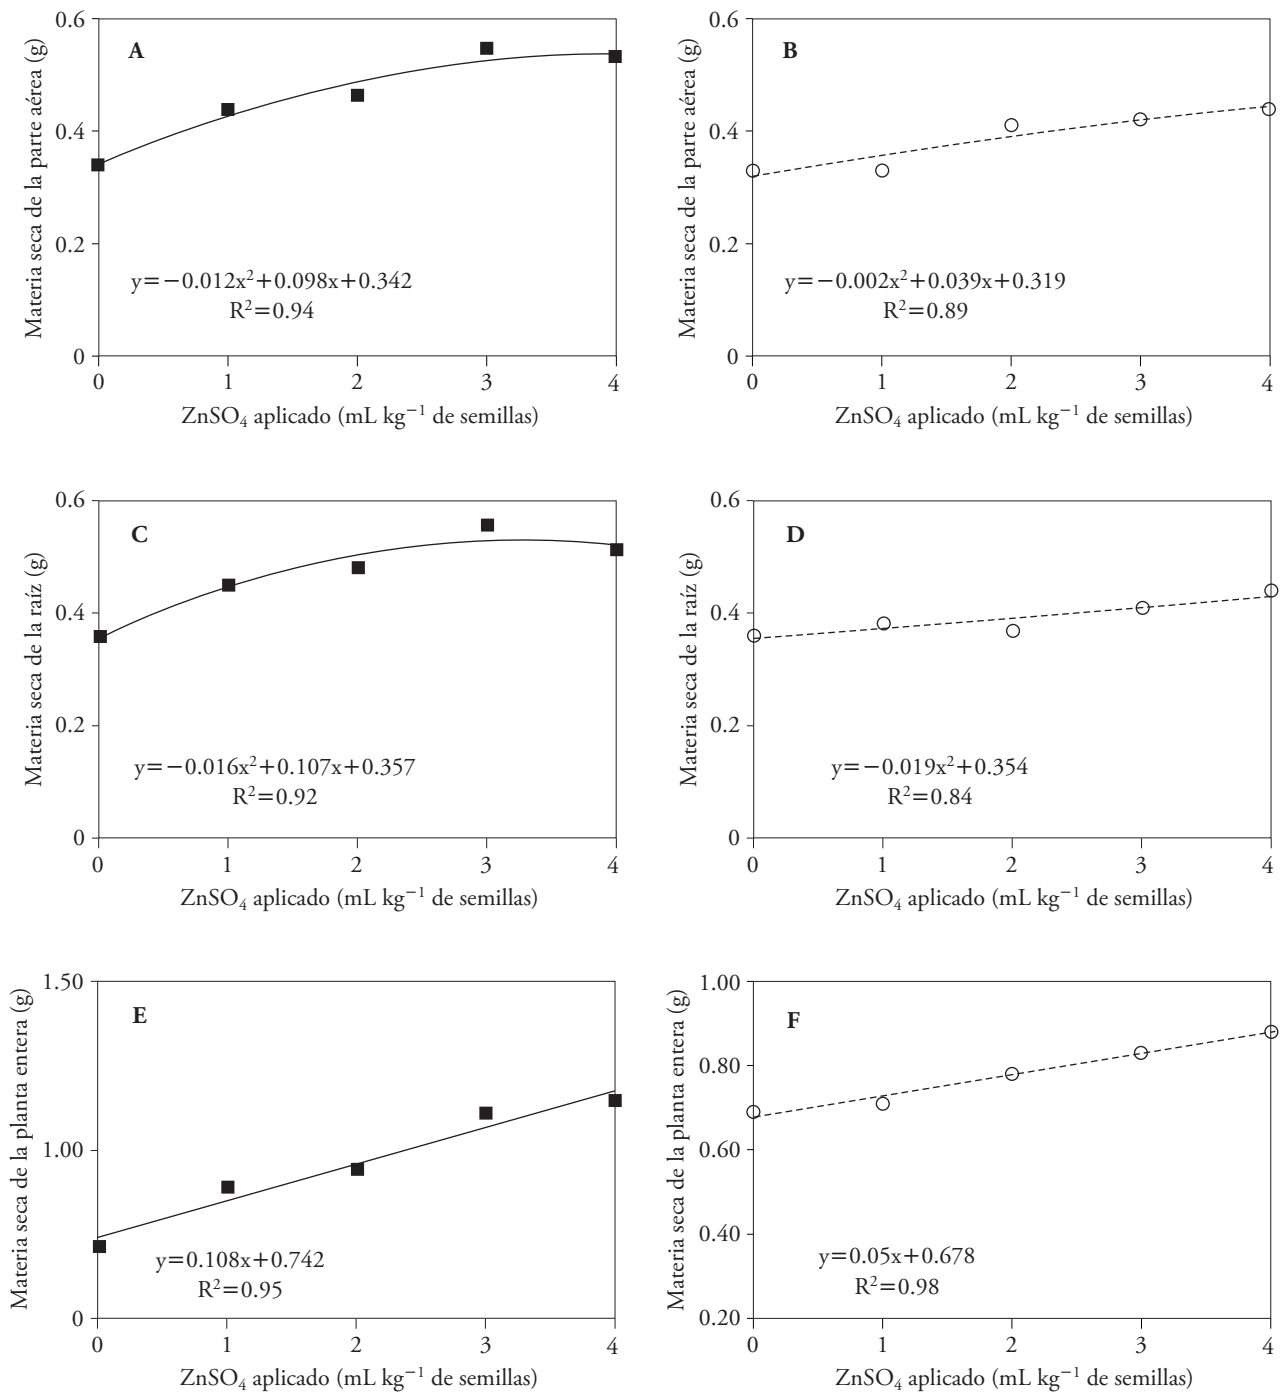 A
Materia seca de la parte aérea (g)
0.6
0.4
0.2
0
y=−0.012x²+0.098x+0.342
R²=0.94
0 1 2 3 4
ZnSO₄ aplicado (mL kg⁻¹ de semillas)
B
Materia seca de la parte aérea (g)
0.6
0.4
0.2
0
y=−0.002x²+0.039x+0.319
R²=0.89
0 1 2 3 4
ZnSO₄ aplicado (mL kg⁻¹ de semillas)
C
Materia seca de la raíz (g)
0.6
0.4
0.2
0
y=−0.016x²+0.107x+0.357
R²=0.92
0 1 2 3 4
ZnSO₄ aplicado (mL kg⁻¹ de semillas)
D
Materia seca de la raíz (g)
0.6
0.4
0.2
0
y=−0.019x²+0.354
R²=0.84
0 1 2 3 4
ZnSO₄ aplicado (mL kg⁻¹ de semillas)
E
Materia seca de la planta entera (g)
1.50
1.00
0
y=0.108x+0.742
R²=0.95
0 1 2 3 4
ZnSO₄ aplicado (mL kg⁻¹ de semillas)
F
Materia seca de la planta entera (g)
1.00
0.80
0.60
0.40
0.20
y=0.05x+0.678
R²=0.98
0 1 2 3 4
ZnSO₄ aplicado (mL kg⁻¹ de semillas)